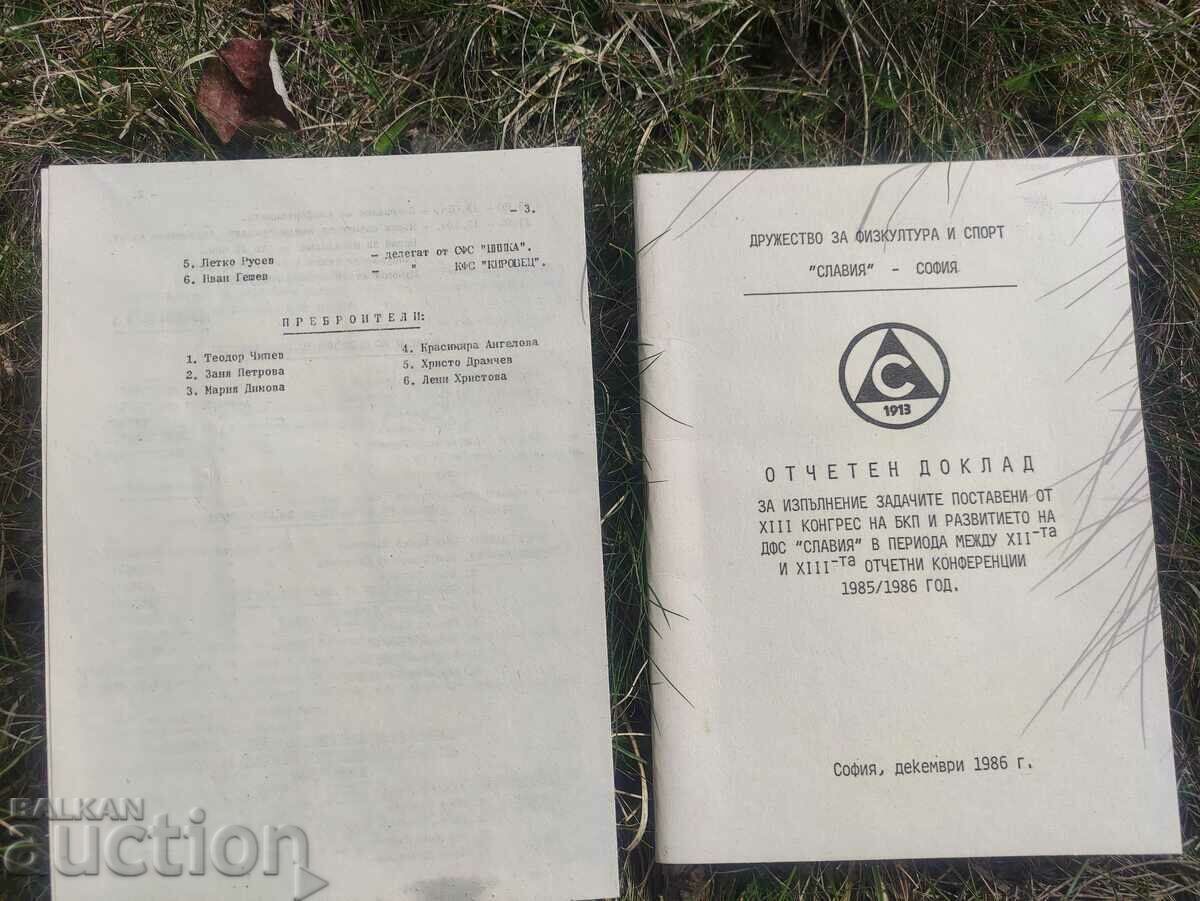 - 3.
5. Летко Русев - делегат от СФС "ШИПКА".
6. Иван Гешев - " КФС "КИРОВЕЦ".
ПРЕБРОИТЕЛИ:
1. Теодор Чипев
2. Заня Петрова
3. Мария Димова
4. Красимира Ангелова
5. Христо Драмчев
6. Лени Христова
ДРУЖЕСТВО ЗА ФИЗКУЛТУРА И СПОРТ
"СЛАВИЯ" - СОФИЯ
С
1913
ОТЧЕТЕН ДОКЛАД
ЗА ИЗПЪЛНЕНИЕ ЗАДАЧИТЕ ПОСТАВЕНИ ОТ
XIII КОНГРЕС НА БКП И РАЗВИТИЕТО НА
ДФС "СЛАВИЯ" В ПЕРИОДА МЕЖДУ XII-ТА
И XIII-ТА ОТЧЕТНИ КОНФЕРЕНЦИИ
1985/1986 ГОД.
София, декември 1986 г.
BALKAN
auction